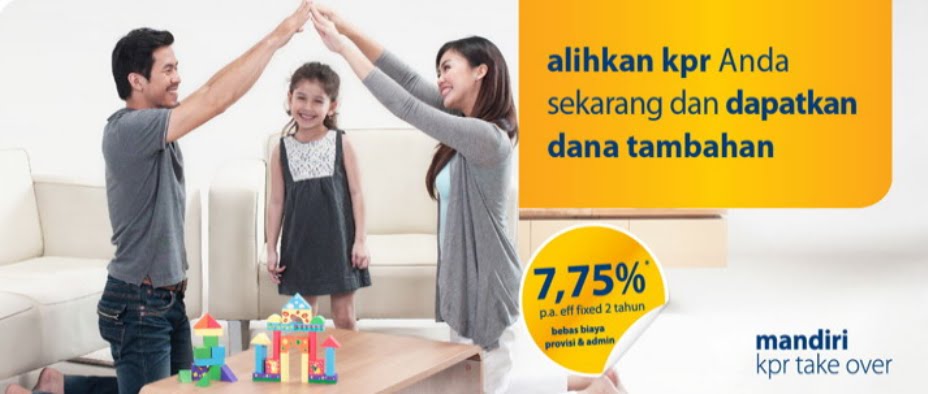 alihkan kpr Anda
sekarang dan dapatkan
dana tambahan
7,75%*
p.a. eff fixed 2 tahun
bebas biaya
provisi & admin
mandiri
kpr take over